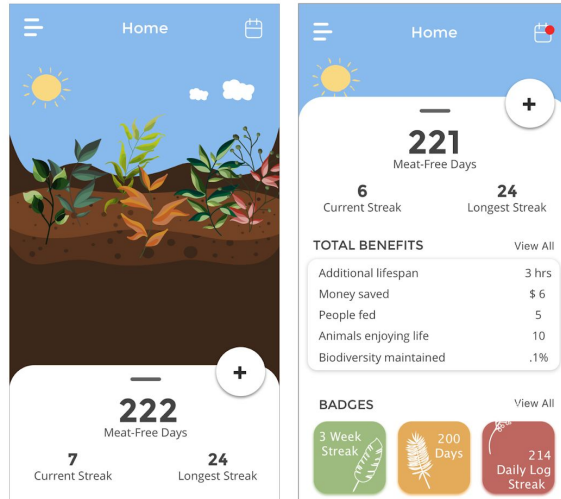 Home
+
222
Meat-Free Days
7 24
Current Streak Longest Streak
Home
+
221
Meat-Free Days
6 24
Current Streak Longest Streak
TOTAL BENEFITS View All
Additional lifespan 3 hrs
Money saved $ 6
People fed 5
Animals enjoying life 10
Biodiversity maintained .1%
BADGES View All
3 Week
Streak
200
Days
214
Daily Log
Streak